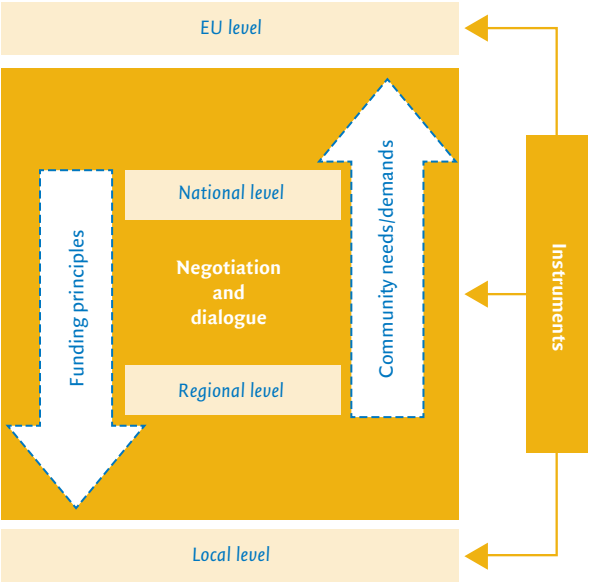 EU level
National level
Funding principles
Negotiation
and
dialogue
Community needs/demands
Instruments
Regional level
Local level